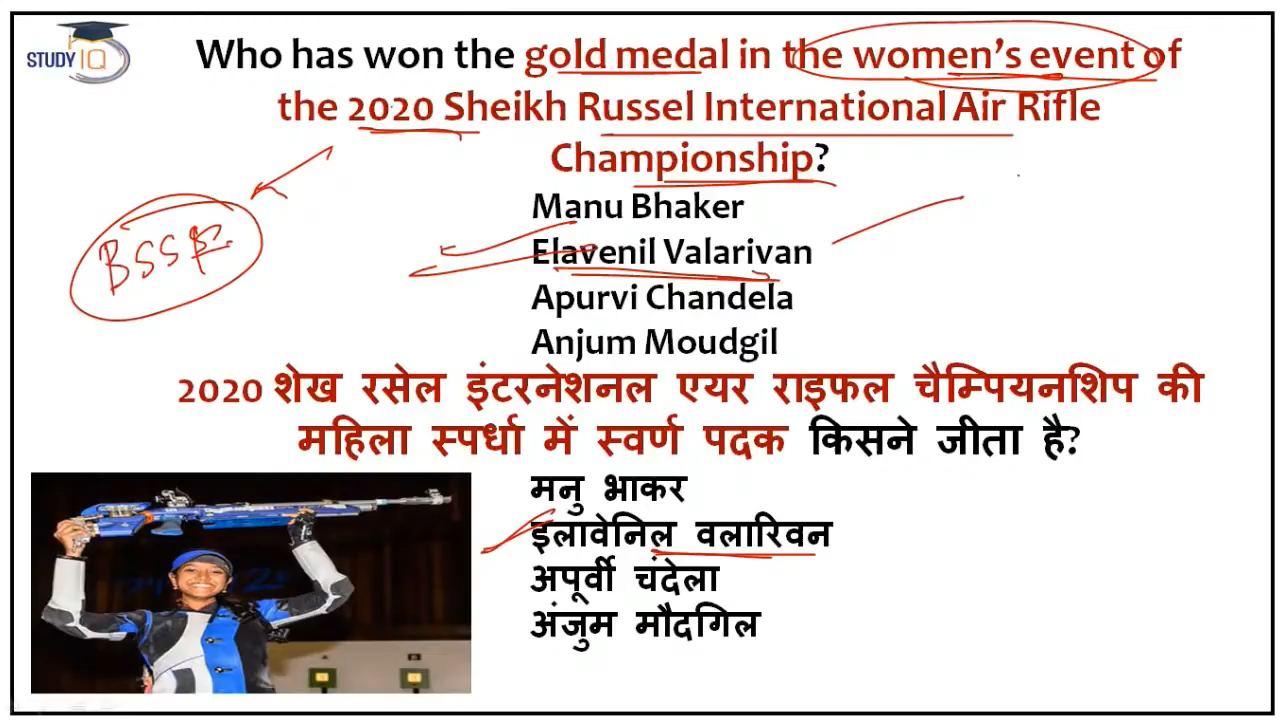 STUDY IQ
Who has won the gold medal in the women's event of
the 2020 Sheikh Russel International Air Rifle
Championship?
Manu Bhaker
Elavenil Valarivan
Apurvi Chandela
Anjum Moudgil
BSSF
2020 शेख रसेल इंटरनेशनल एयर राइफल चैम्पियनशिप की
महिला स्पर्धा में स्वर्ण पदक किसने जीता है?
मनु भाकर
इलावेनिल वलारिवन
अपूर्वी चंदेला
अंजुम मौदगिल